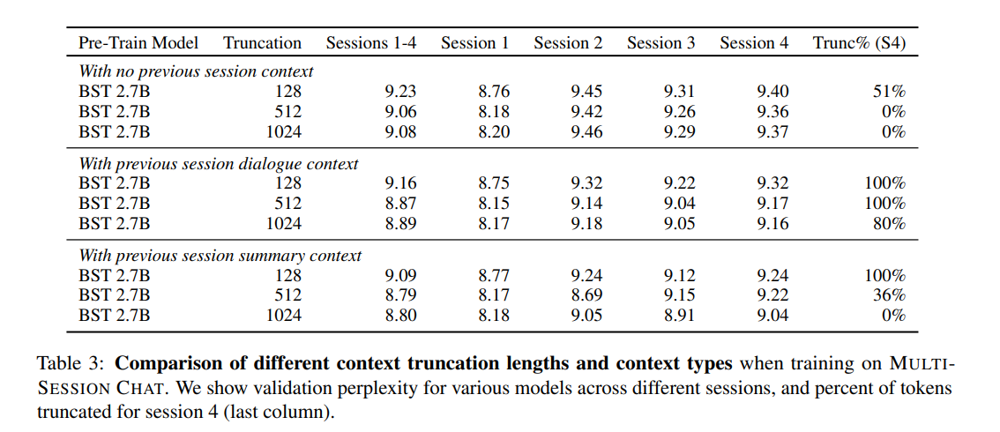 Pre-Train Model Truncation Sessions 1-4 Session 1 Session 2 Session 3 Session 4 Trunc% (S4)
With no previous session context
BST 2.7B 128 9.23 8.76 9.45 9.31 9.40 51%
BST 2.7B 512 9.06 8.18 9.42 9.26 9.36 0%
BST 2.7B 1024 9.08 8.20 9.46 9.29 9.37 0%
With previous session dialogue context
BST 2.7B 128 9.16 8.75 9.32 9.22 9.32 100%
BST 2.7B 512 8.87 8.15 9.14 9.04 9.17 100%
BST 2.7B 1024 8.89 8.17 9.18 9.05 9.16 80%
With previous session summary context
BST 2.7B 128 9.09 8.77 9.24 9.12 9.24 100%
BST 2.7B 512 8.79 8.17 8.69 9.15 9.22 36%
BST 2.7B 1024 8.80 8.18 9.05 8.91 9.04 0%
Table 3: Comparison of different context truncation lengths and context types when training on MULTI-
SESSION CHAT. We show validation perplexity for various models across different sessions, and percent of tokens
truncated for session 4 (last column).